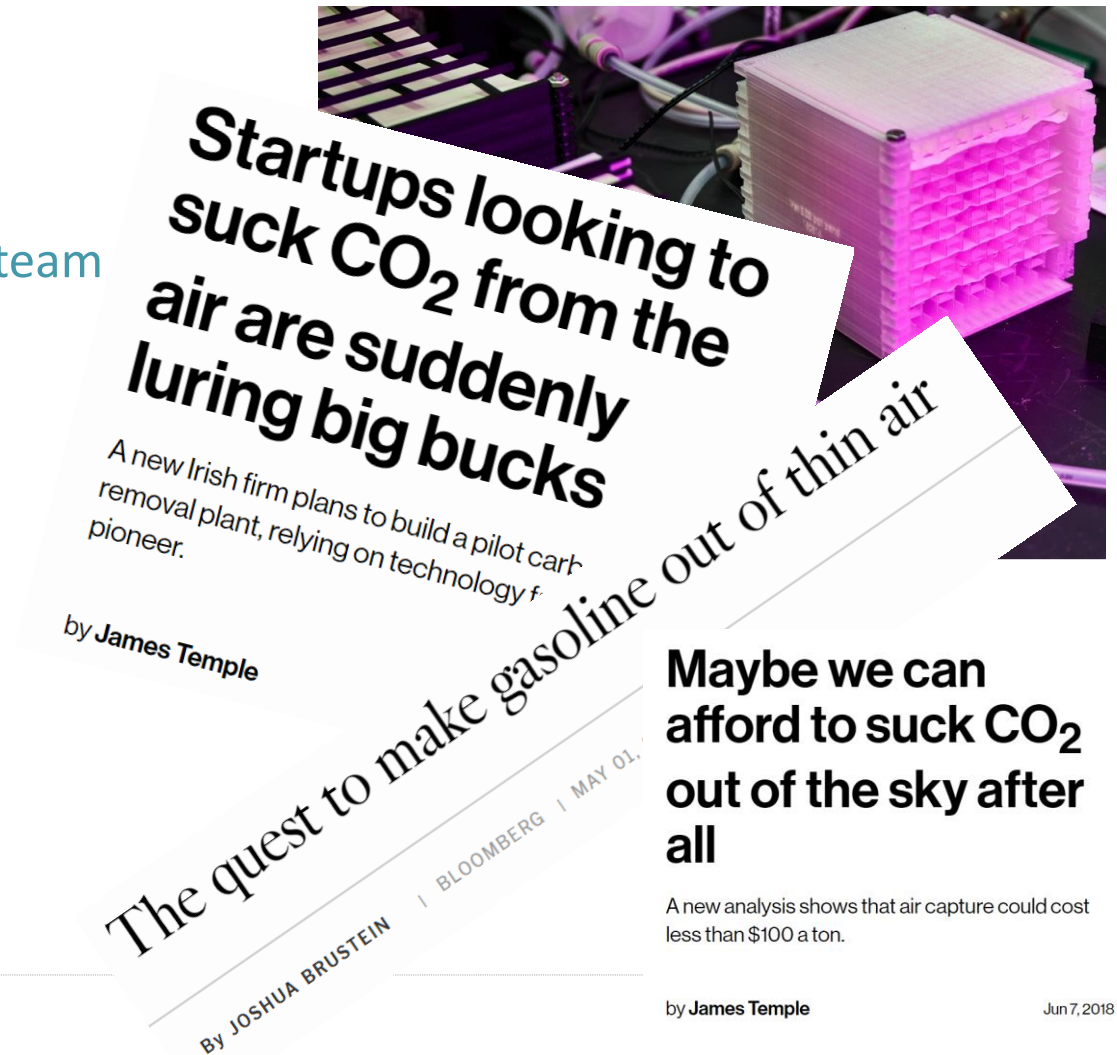 team
Startups looking to
suck CO₂ from the
air are suddenly
luring big bucks
A new Irish firm plans to build a pilot
removal plant, relying on technology
pioneer.
by James Temple
The quest to make gasoline out of thin air
By JOSHUA BRUSTEIN | BLOOMBERG | MAY 01,
Maybe we can
afford to suck CO₂
out of the sky after
all
A new analysis shows that air capture could cost
less than $100 a ton.
by James Temple Jun 7, 2018